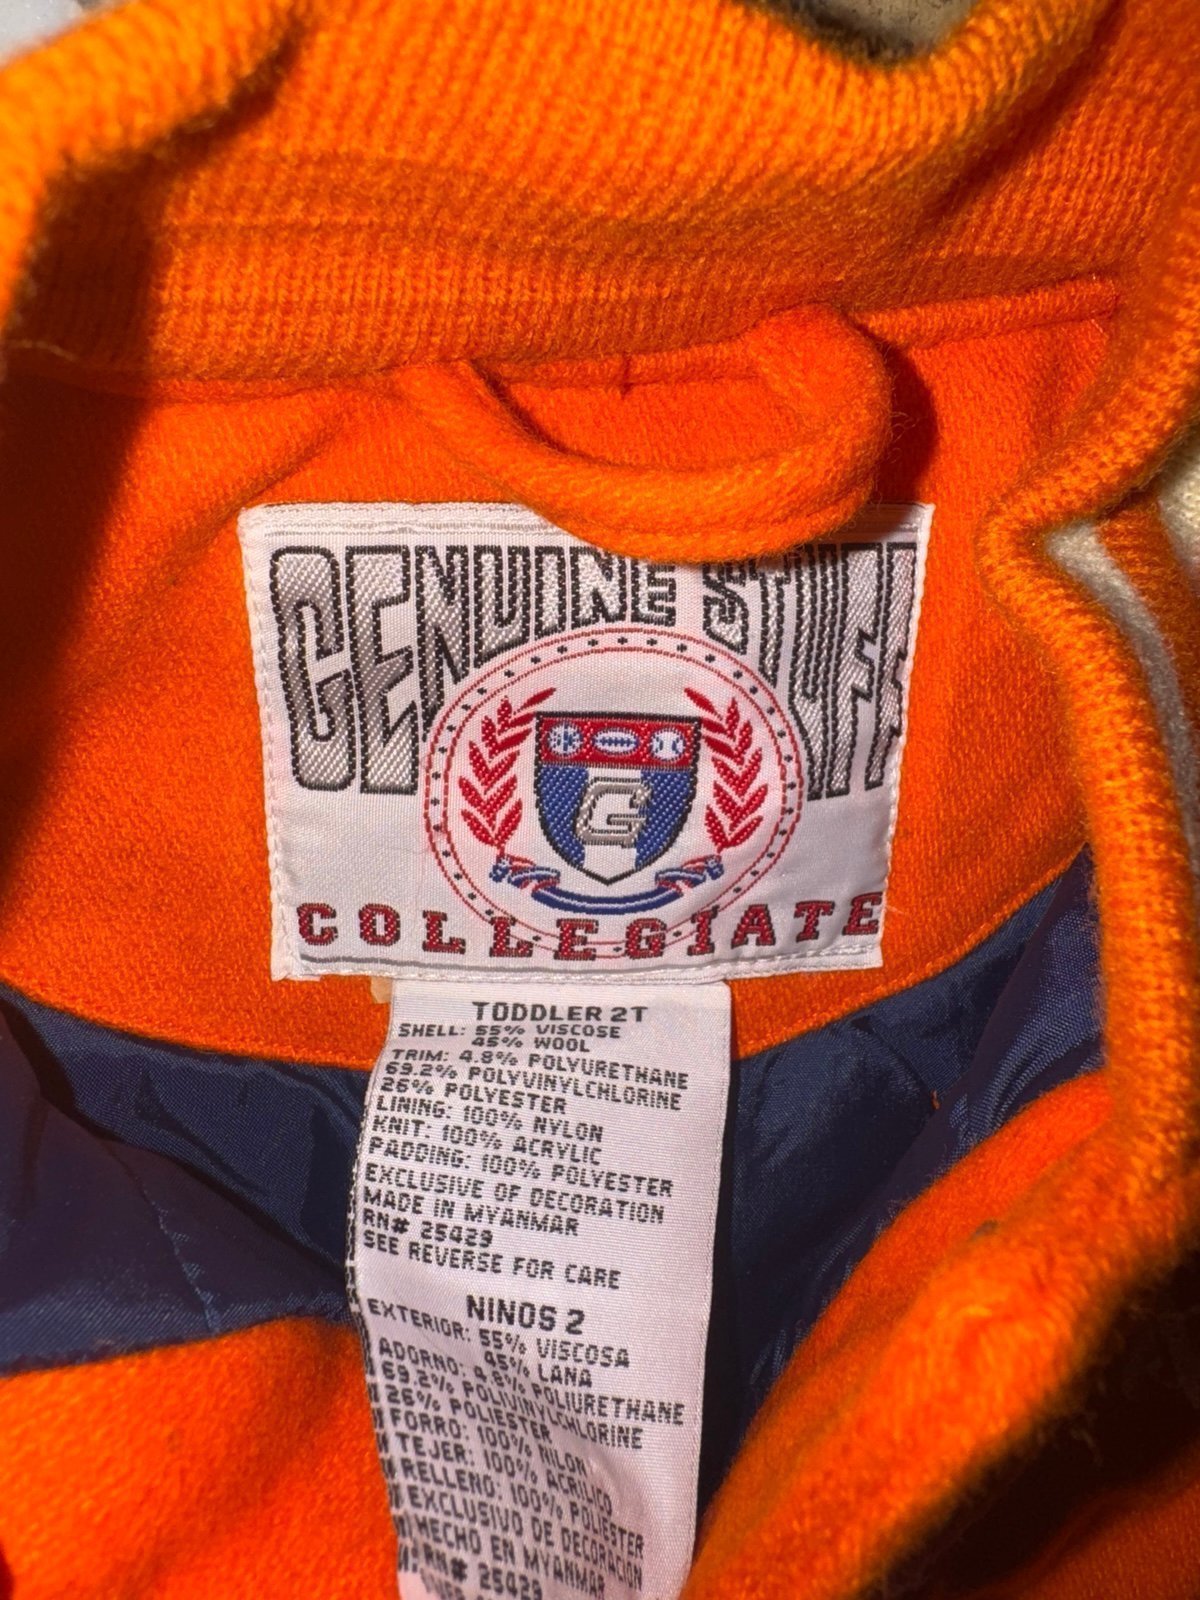 GENUINE STUFF
G
COLLEGIATE
TODDLER 2T
SHELL: 55% VISCOSE
45% WOOL
TRIM: 4.8% POLYURETHANE
69.2% POLYVINYLCHLORINE
26% POLYESTER
LINING: 100% NYLON
KNIT: 100% ACRYLIC
PADDING: 100% POLYESTER
EXCLUSIVE OF DECORATION
MADE IN MYANMAR
RN# 25429
SEE REVERSE FOR CARE
NINOS 2
EXTERIOR: 55% VISCOSA
45% LANA
ADORNO: 4.8% POLIURETHANE
69.2% POLIVINYLCHLORINE
26% POLIESTER
FORRO: 100% NILON
TEJER: 100% ACRILICO
RELLENO: 100% POLIESTER
EXCLUSIVO DE DECORACION
HECHO EN MYANMAR
RN# 25429